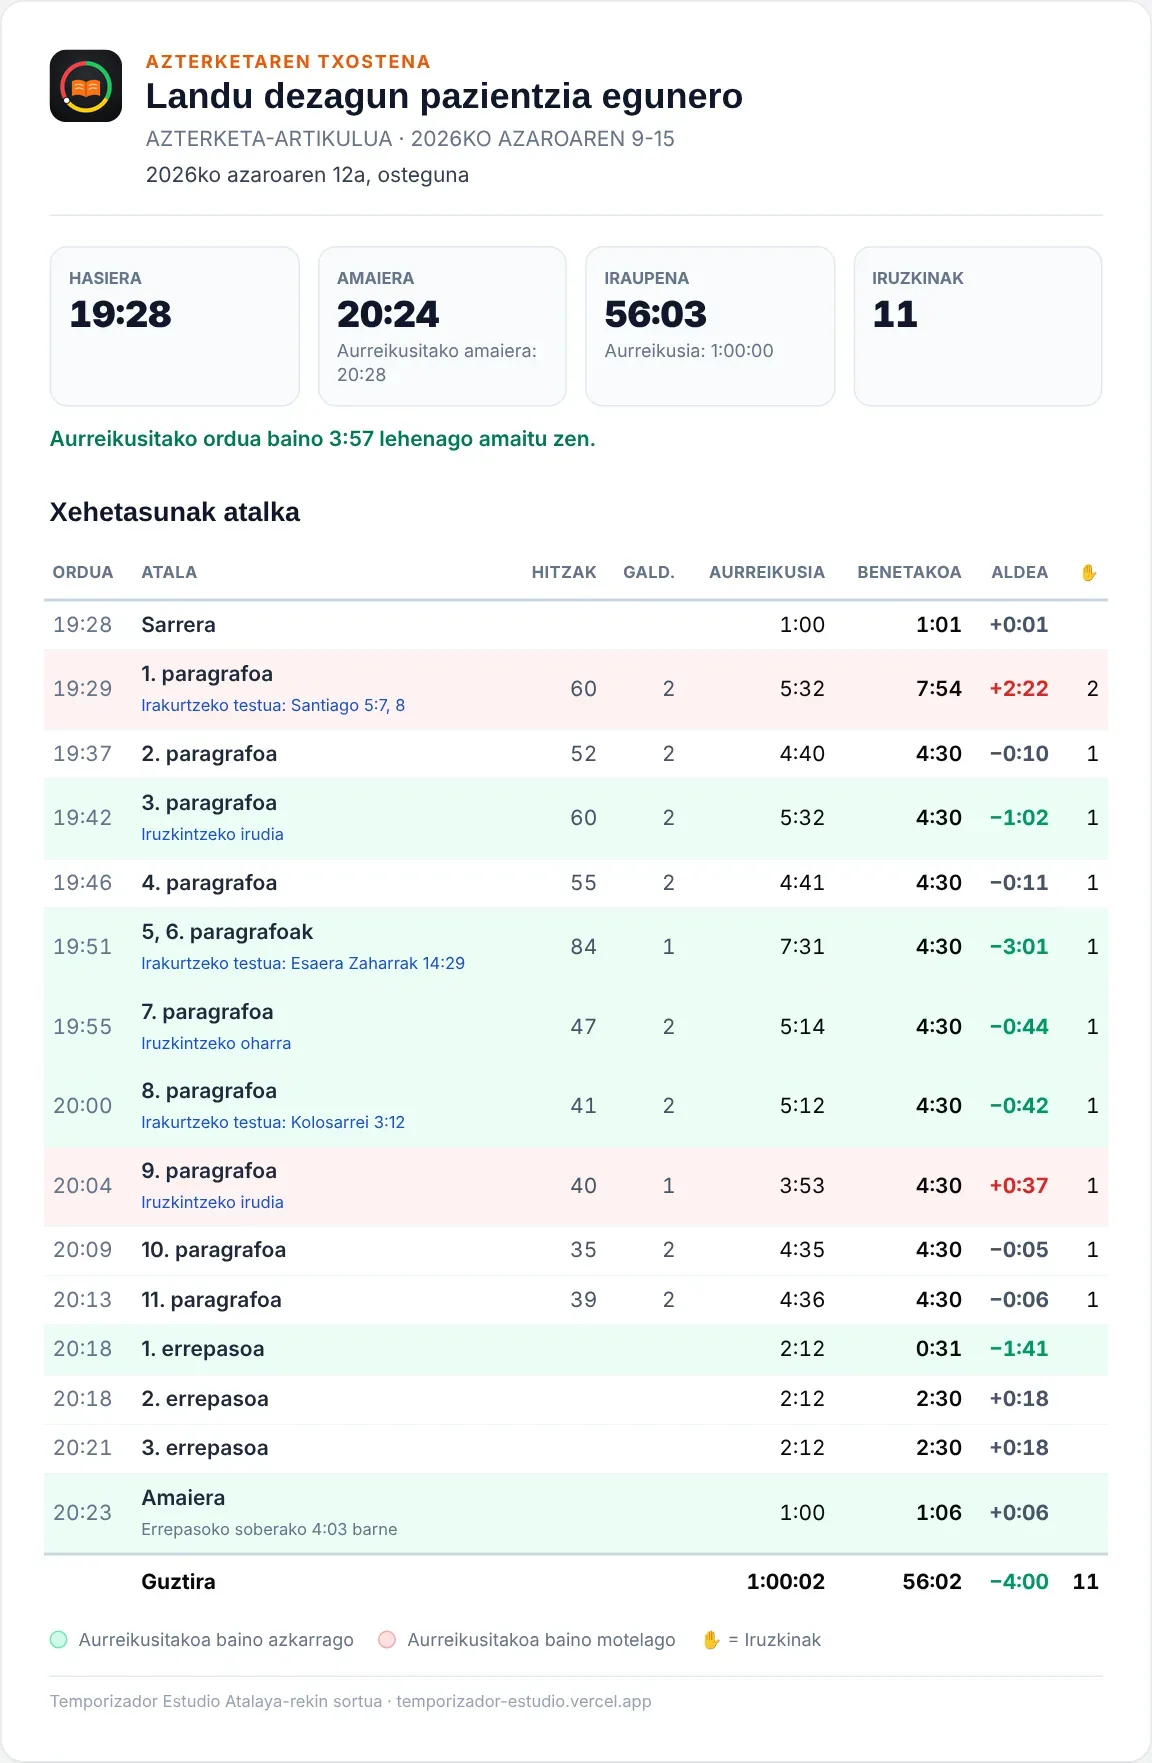 AZTERKETAREN TXOSTENA
Landu dezagun pazientzia egunero
AZTERKETA-ARTIKULUA · 2026KO AZAROAREN 9-15
2026ko azaroaren 12a, osteguna
HASIERA
19:28
AMAIERA
20:24
Aurreikusitako amaiera:
20:28
IRAUPENA
56:03
Aurreikusia: 1:00:00
IRUZKINAK
11
Aurreikusitako ordua baino 3:57 lehenago amaitu zen.
Xehetasunak atalka
ORDUA ATALA HITZAK GALD. AURREIKUSIA BENETAKOA ALDEA ✋
19:28 Sarrera 1:00 1:01 +0:01
19:29 1. paragrafoa 60 2 5:32 7:54 +2:22 2
Irakurtzeko testua: Santiago 5:7, 8
19:37 2. paragrafoa 52 2 4:40 4:30 −0:10 1
19:42 3. paragrafoa 60 2 5:32 4:30 −1:02 1
Iruzkintzeko irudia
19:46 4. paragrafoa 55 2 4:41 4:30 −0:11 1
19:51 5, 6. paragrafoak 84 1 7:31 4:30 −3:01 1
Irakurtzeko testua: Esaera Zaharrak 14:29
19:55 7. paragrafoa 47 2 5:14 4:30 −0:44 1
Iruzkintzeko oharra
20:00 8. paragrafoa 41 2 5:12 4:30 −0:42 1
Irakurtzeko testua: Kolosarrei 3:12
20:04 9. paragrafoa 40 1 3:53 4:30 +0:37 1
Iruzkintzeko irudia
20:09 10. paragrafoa 35 2 4:35 4:30 −0:05 1
20:13 11. paragrafoa 39 2 4:36 4:30 −0:06 1
20:18 1. errepasoa 2:12 0:31 −1:41
20:18 2. errepasoa 2:12 2:30 +0:18
20:21 3. errepasoa 2:12 2:30 +0:18
20:23 Amaiera 1:00 1:06 +0:06
Errepasoko soberako 4:03 barne
Guztira 1:00:02 56:02 −4:00 11
Aurreikusitakoa baino azkarrago Aurreikusitakoa baino motelago ✋ = Iruzkinak
Temporizador Estudio Atalaya-rekin sortua · temporizador-estudio.vercel.app